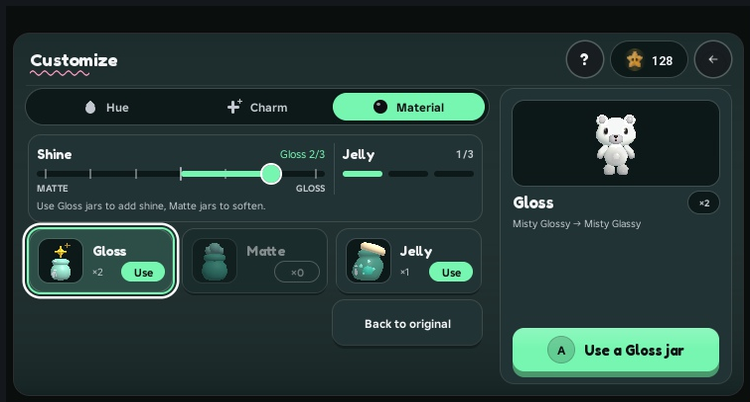 Customize
?
128
Hue
Charm
Material
Shine
Gloss 2/3
Jelly
1/3
MATTE
GLOSS
Use Gloss jars to add shine, Matte jars to soften.
Gloss
×2
Use
Matte
×0
Jelly
×1
Use
Back to original
Gloss
×2
Misty Glossy → Misty Glassy
A
Use a Gloss jar